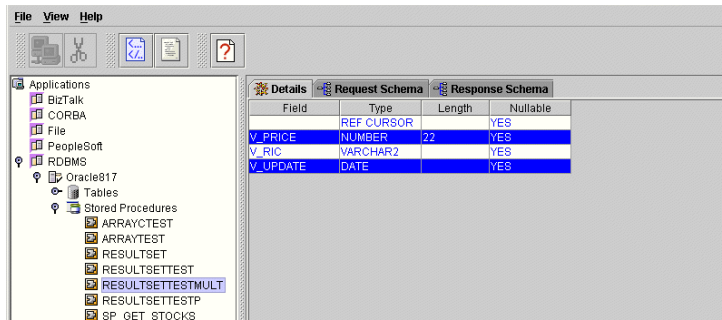 File View Help
Applications
BizTalk
CORBA
File
PeopleSoft
RDBMS
Oracle817
Tables
Stored Procedures
ARRAYCTEST
ARRAYTEST
RESULTSET
RESULTSETTEST
RESULTSETTESTMULT
RESULTSETTESTP
SP_GET_STOCKS
Details Request Schema Response Schema
Field Type Length Nullable
REF CURSOR YES
V_PRICE NUMBER 22 YES
V_RIC VARCHAR2 YES
V_UPDATE DATE YES